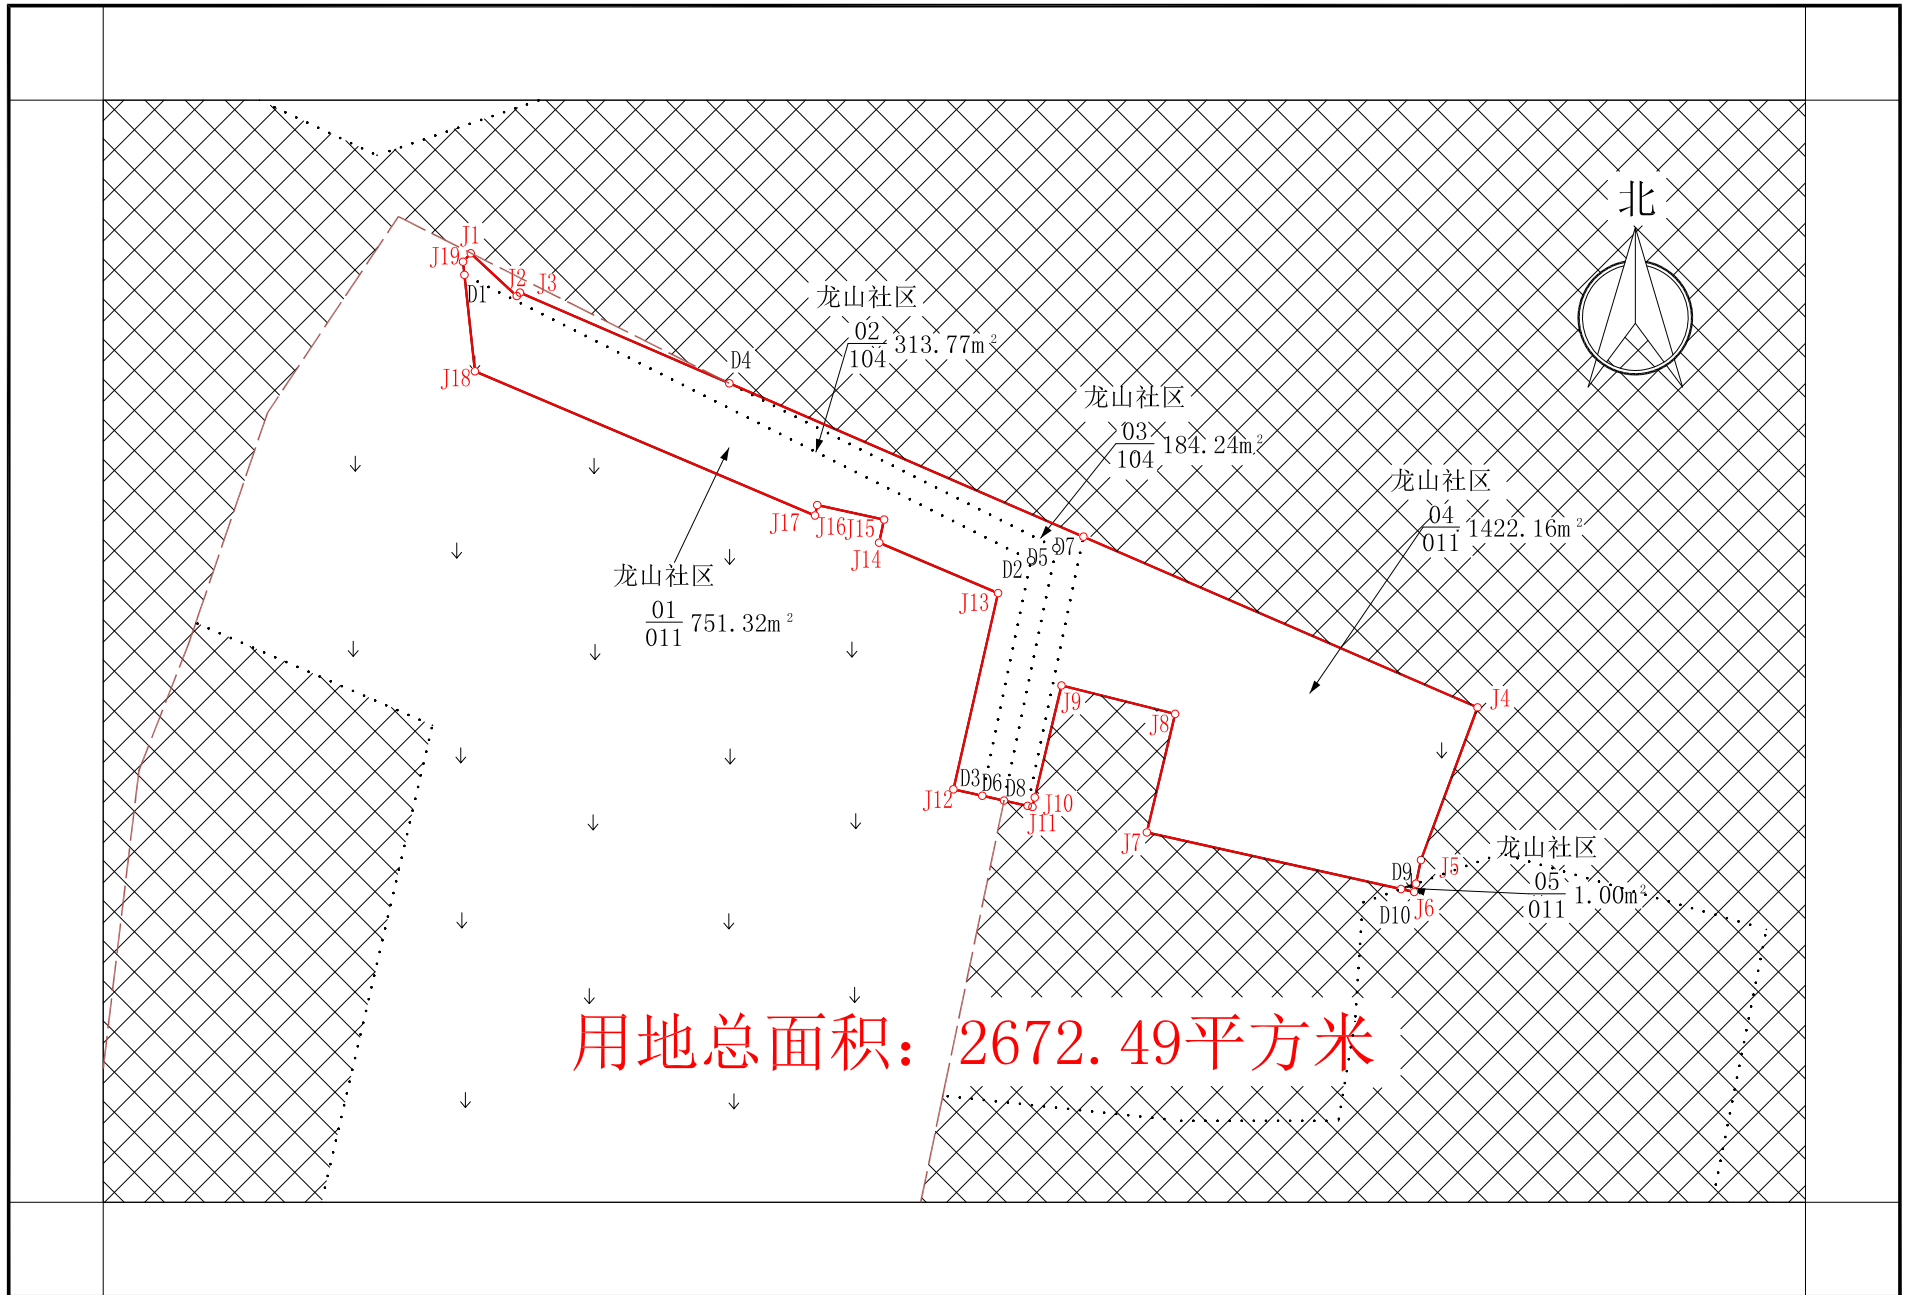 北
J1
J19
J2
J3
D1
龙山社区
02
104
313.77m²
D4
J18
龙山社区
03
104
184.24m²
龙山社区
04
011
1422.16m²
J17
J16
J15
J14
D2
D5
D7
龙山社区
01
011
751.32m²
J13
J9
J8
J4
D3
D6
D8
J12
J10
J11
J7
龙山社区
05
011
1.00m²
D9
J5
D10
J6
用地总面积：2672.49平方米